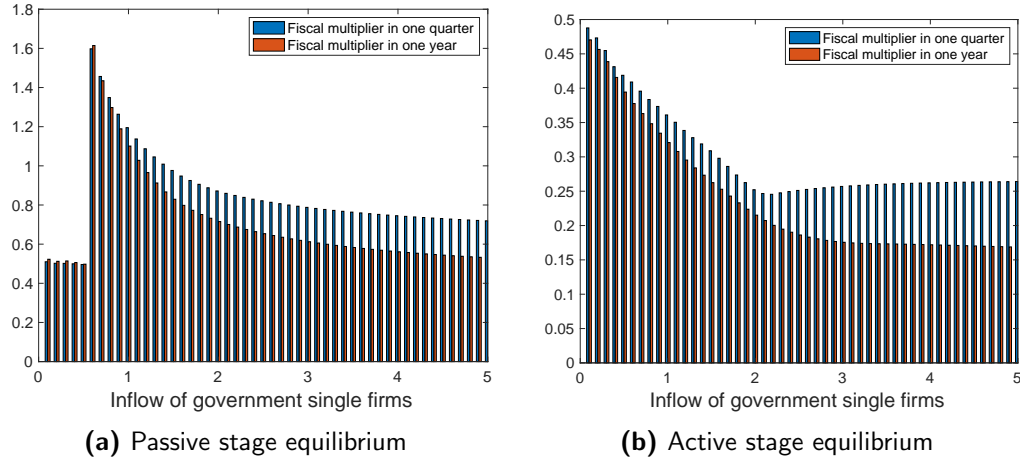 1.8
1.6
1.4
1.2
1
0.8
0.6
0.4
0.2
0
0 1 2 3 4 5
Fiscal multiplier in one quarter
Fiscal multiplier in one year
Inflow of government single firms
(a) Passive stage equilibrium
0.5
0.45
0.4
0.35
0.3
0.25
0.2
0.15
0.1
0.05
0
0 1 2 3 4 5
Fiscal multiplier in one quarter
Fiscal multiplier in one year
Inflow of government single firms
(b) Active stage equilibrium